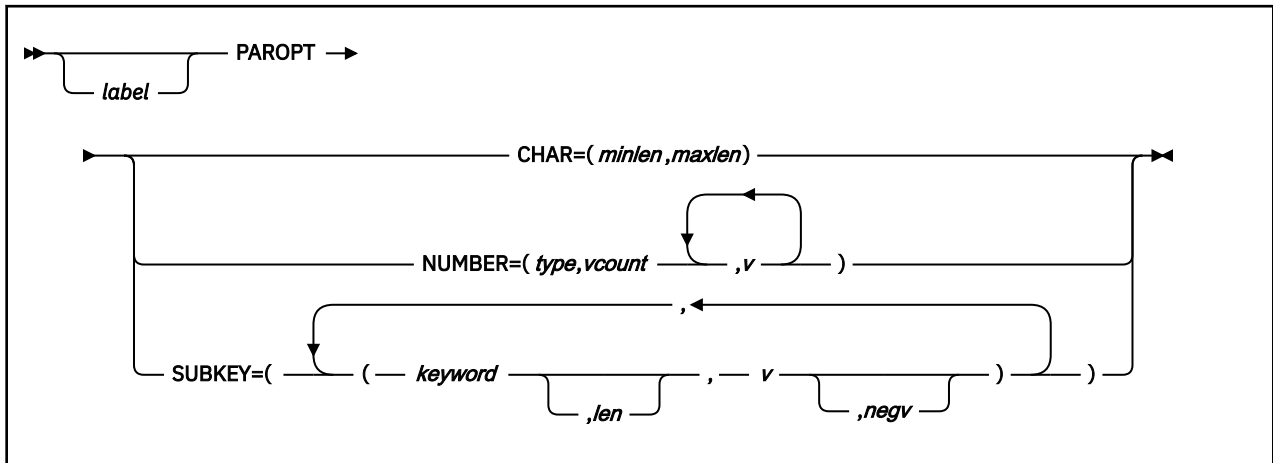 PAROPT
label
CHAR=( minlen ,maxlen)
NUMBER=( type,vcount ,v )
,
SUBKEY=( ( keyword , v ) )
,len ,negv